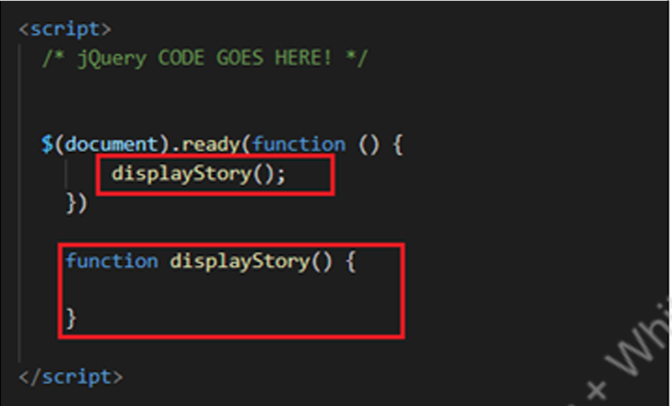 <script>
/* jQuery CODE GOES HERE! */
$(document).ready(function () {
displayStory();
})
function displayStory() {
}
</script>
×